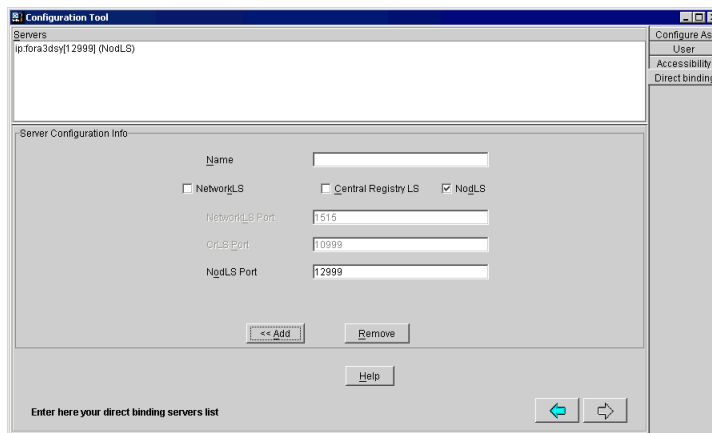 Configuration Tool
Servers
ip:fora3dsy[12999] (NodLS)
Configure As
User
Accessibility
Direct binding
Server Configuration Info
Name
NetworkLS
Central Registry LS
NodLS
NetworkLS Port
1515
CrLS Port
10999
NodLS Port
12999
<< Add
Remove
Help
Enter here your direct binding servers list